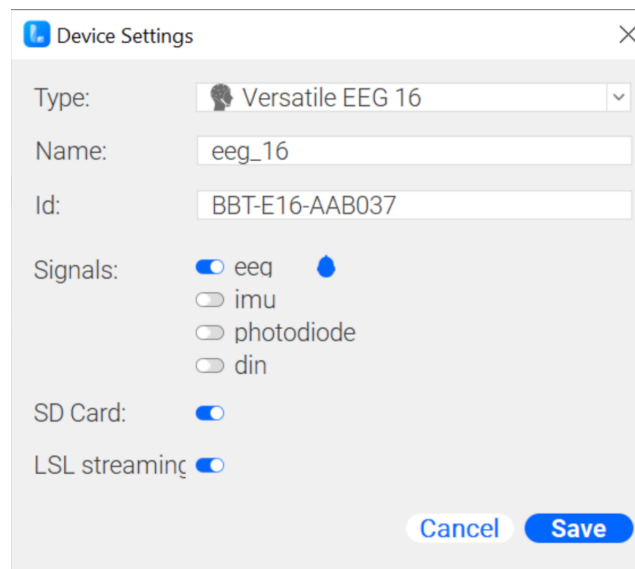 Device Settings
Type: Versatile EEG 16
Name: eeg_16
Id: BBT-E16-AAB037
Signals: eeg
imu
photodiode
din
SD Card:
LSL streaming
Cancel Save